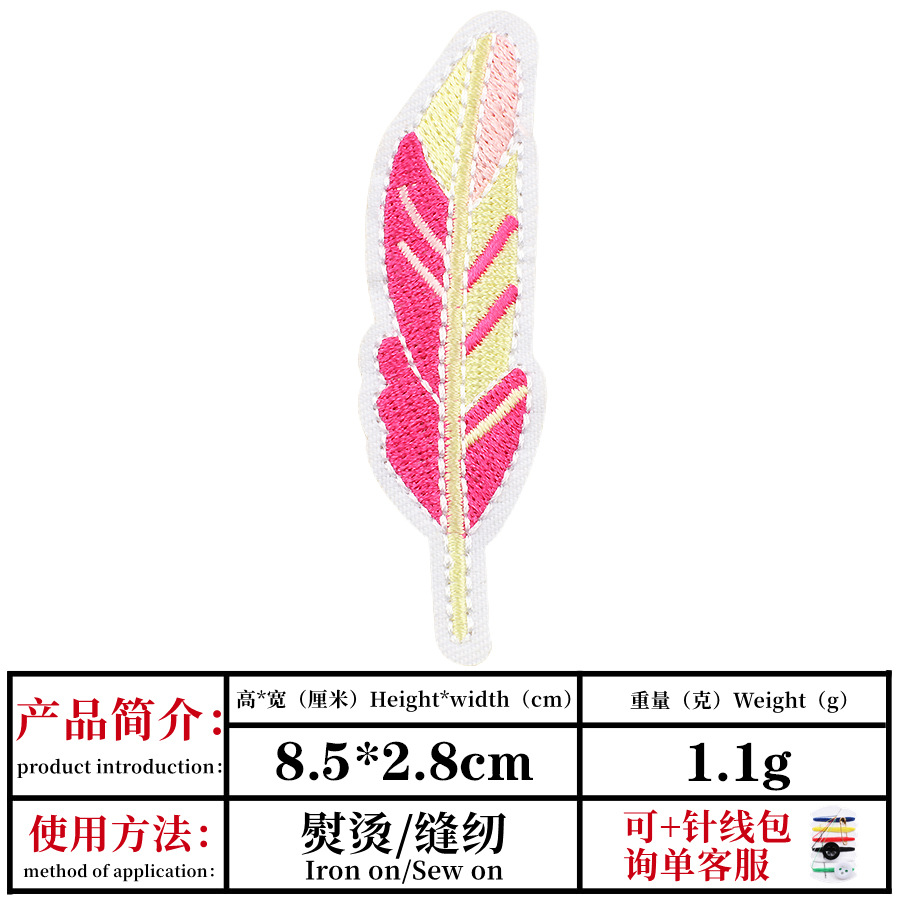 产品简介：
product introduction：
高*宽（厘米）Height*width（cm）
重量（克）Weight（g）
8.5*2.8cm
1.1g
使用方法：
method of application：
熨烫/缝纫
Iron on/Sew on
可+针线包
询单客服